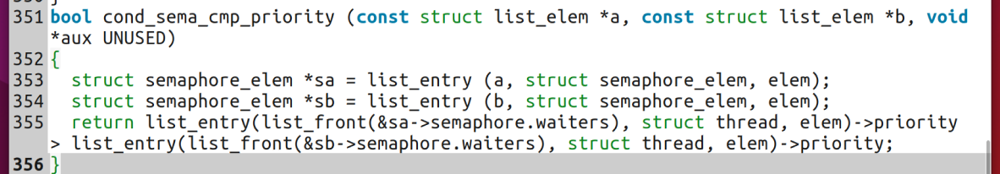 351 bool cond_sema_cmp_priority (const struct list_elem *a, const struct list_elem *b, void
*aux UNUSED)
352 {
353   struct semaphore_elem *sa = list_entry (a, struct semaphore_elem, elem);
354   struct semaphore_elem *sb = list_entry (b, struct semaphore_elem, elem);
355   return list_entry(list_front(&sa->semaphore.waiters), struct thread, elem)->priority
> list_entry(list_front(&sb->semaphore.waiters), struct thread, elem)->priority;
356 }